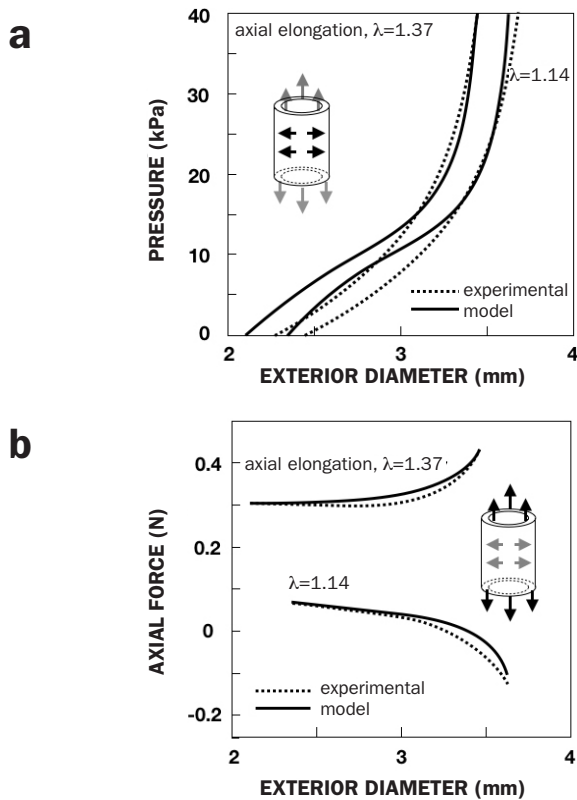 a
axial elongation, λ=1.37
λ=1.14
PRESSURE (kPa)
40
30
20
10
0
experimental
model
2 3 4
EXTERIOR DIAMETER (mm)
b
axial elongation, λ=1.37
λ=1.14
AXIAL FORCE (N)
0.4
0.2
0
-0.2
experimental
model
2 3 4
EXTERIOR DIAMETER (mm)